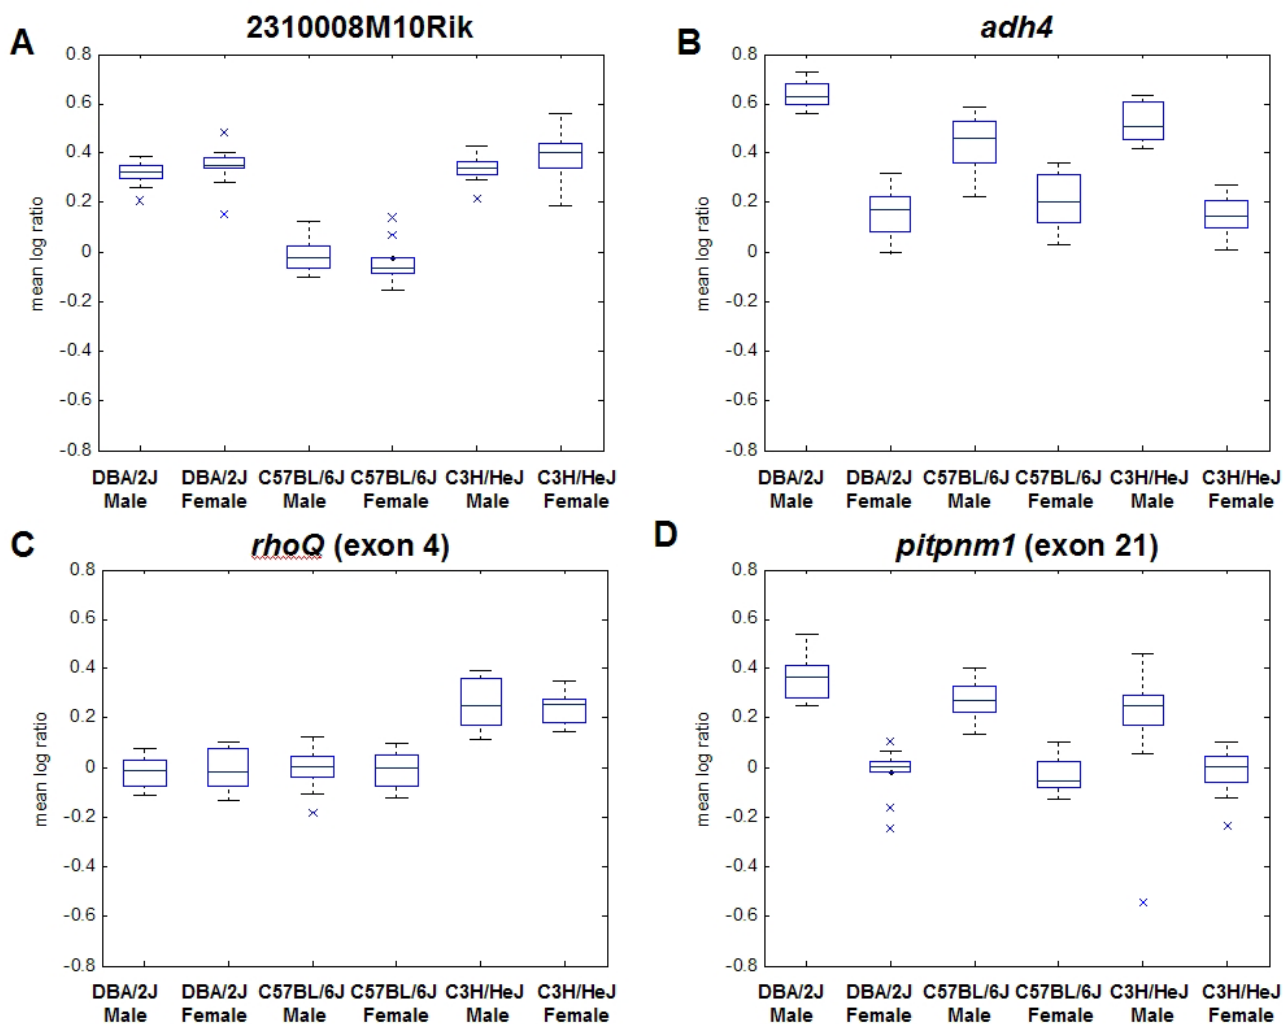 A
2310008M10Rik
0.8
0.6
0.4
0.2
0
-0.2
-0.4
-0.6
-0.8
mean log ratio
DBA/2J DBA/2J C57BL/6J C57BL/6J C3H/HeJ C3H/HeJ
Male Female Male Female Male Female
B
adh4
0.8
0.6
0.4
0.2
0
-0.2
-0.4
-0.6
-0.8
mean log ratio
DBA/2J DBA/2J C57BL/6J C57BL/6J C3H/HeJ C3H/HeJ
Male Female Male Female Male Female
C
rhoQ (exon 4)
0.8
0.6
0.4
0.2
0
-0.2
-0.4
-0.6
-0.8
mean log ratio
DBA/2J DBA/2J C57BL/6J C57BL/6J C3H/HeJ C3H/HeJ
Male Female Male Female Male Female
D
pitpnm1 (exon 21)
0.8
0.6
0.4
0.2
0
-0.2
-0.4
-0.6
-0.8
mean log ratio
DBA/2J DBA/2J C57BL/6J C57BL/6J C3H/HeJ C3H/HeJ
Male Female Male Female Male Female